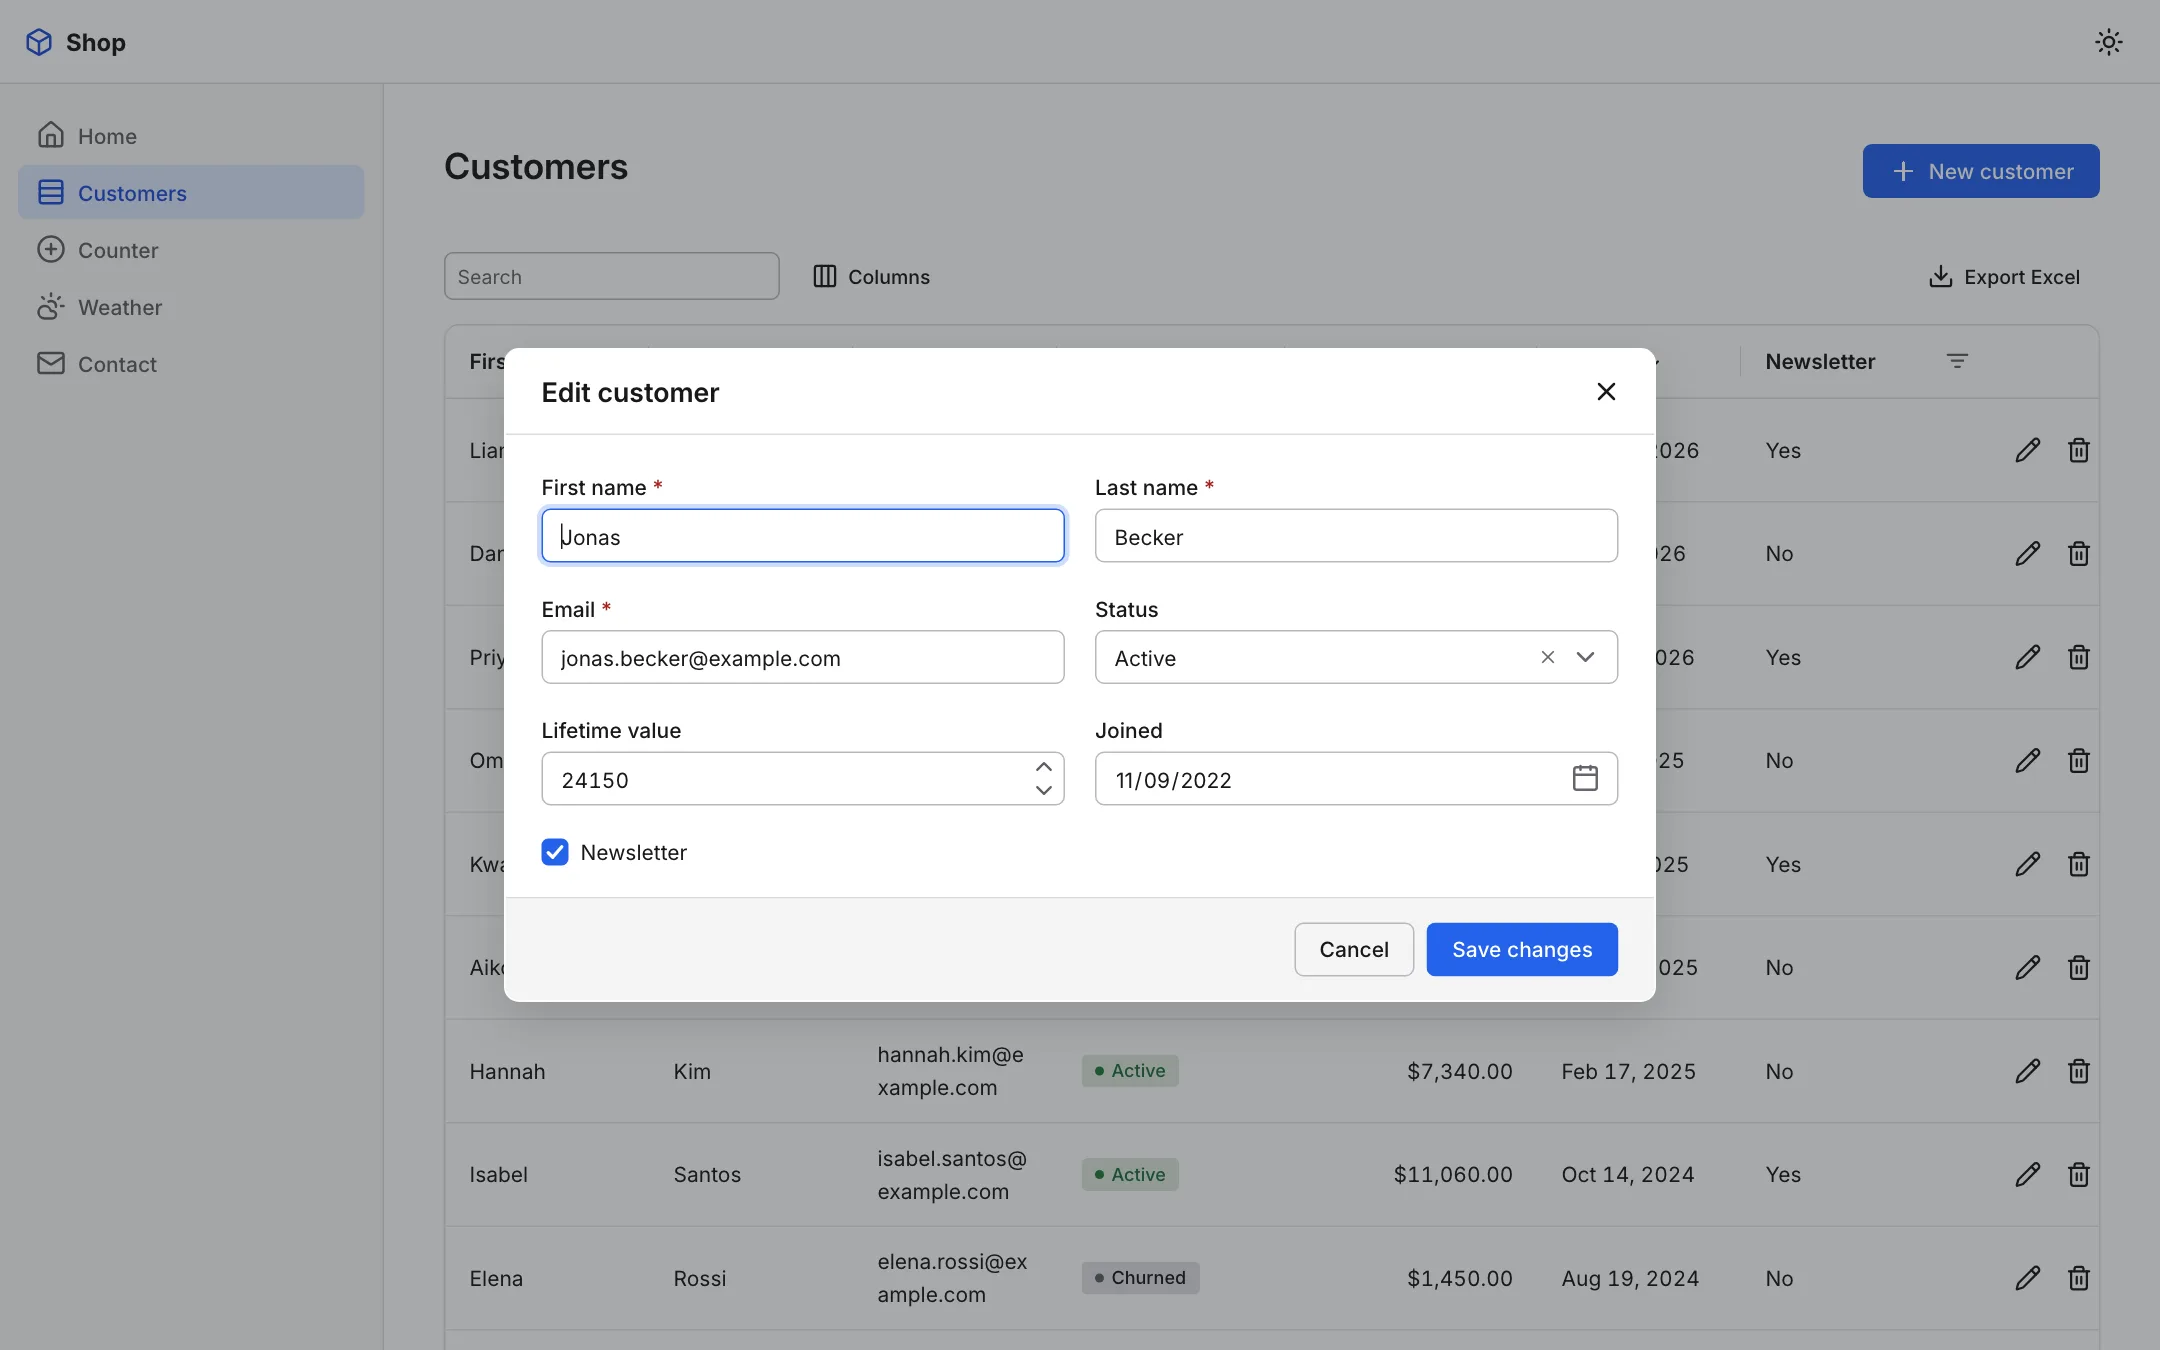 Shop
Home
Customers
Counter
Weather
Contact
Customers
New customer
Search
Columns
Export Excel
Newsletter
Edit customer
First name *
Last name *
Jonas
Becker
Email *
Status
jonas.becker@example.com
Active
Lifetime value
Joined
24150
11/09/2022
Newsletter
Cancel
Save changes
Yes
No
Yes
No
Yes
No
Hannah Kim hannah.kim@e
xample.com Active $7,340.00 Feb 17, 2025 No
Isabel Santos isabel.santos@
example.com Active $11,060.00 Oct 14, 2024 Yes
Elena Rossi elena.rossi@ex
ample.com Churned $1,450.00 Aug 19, 2024 No